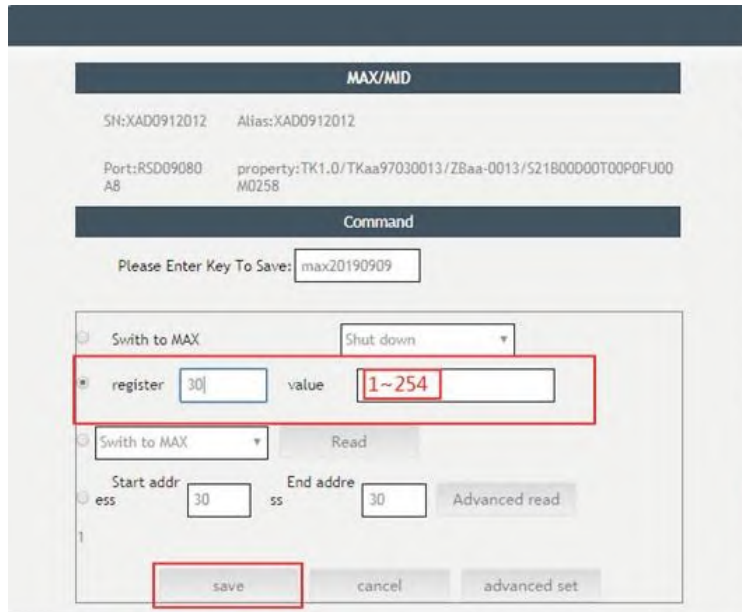 MAX/MID
SN:XAD0912012 Alias:XAD0912012
Port:RSD09080 property:TK1.0/TKaa97030013/ZBaa-0013/S21B00D00T00P0FU00
A8 M0258
Command
Please Enter Key To Save: max20190909
Swith to MAX Shut down
register 30 value 1~254
Swith to MAX Read
Start addr End addre
ess 30 ss 30 Advanced read
1
save cancel advanced set